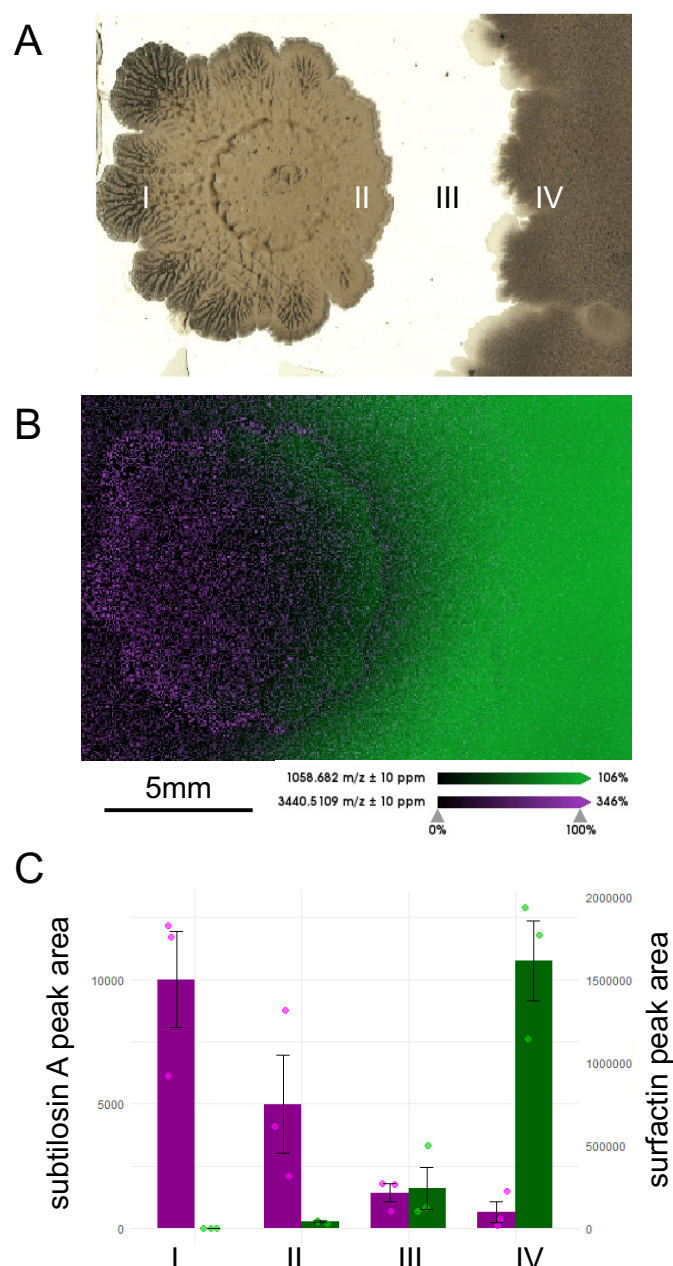 A
I II III IV
B
5mm
1058.682 m/z ± 10 ppm 106%
3440.5109 m/z ± 10 ppm 346%
0% 100%
C
subtilosin A peak area
10000
5000
0
2000000
1500000
1000000
500000
0
surfactin peak area
I II III IV